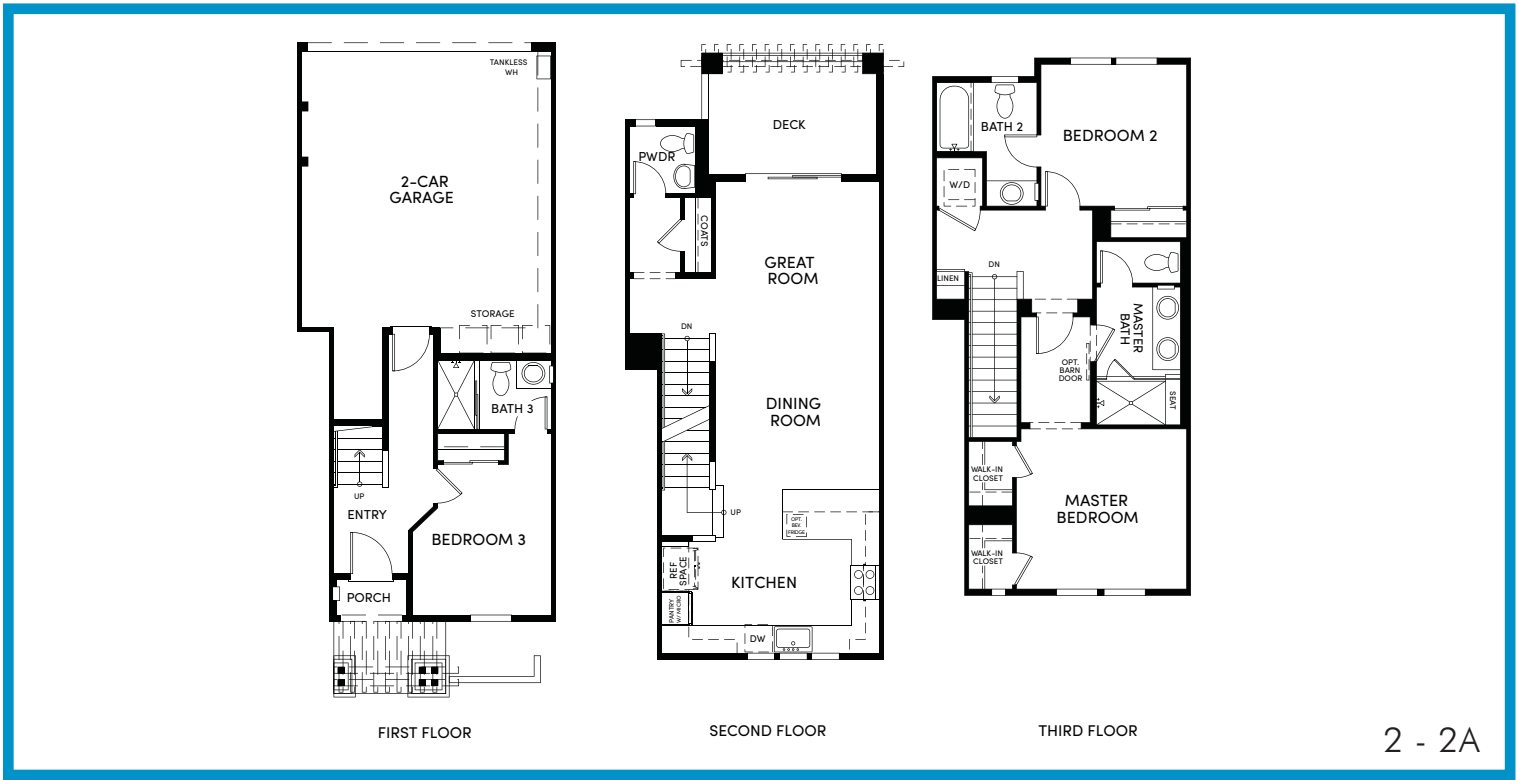 TANKLESS
WH
2-CAR
GARAGE
STORAGE
BATH 3
UP
ENTRY
BEDROOM 3
PORCH
FIRST FLOOR
DECK
PWDR
COATS
GREAT
ROOM
DN
DINING
ROOM
UP
OPT.
BEV.
FRIDGE
REF
SPACE
KITCHEN
PANTRY
W/ MICRO
DW
SECOND FLOOR
BATH 2
BEDROOM 2
W/D
DN
LINEN
MASTER
BATH
OPT.
BARN
DOOR
SEAT
WALK-IN
CLOSET
MASTER
BEDROOM
WALK-IN
CLOSET
THIRD FLOOR
2 - 2A